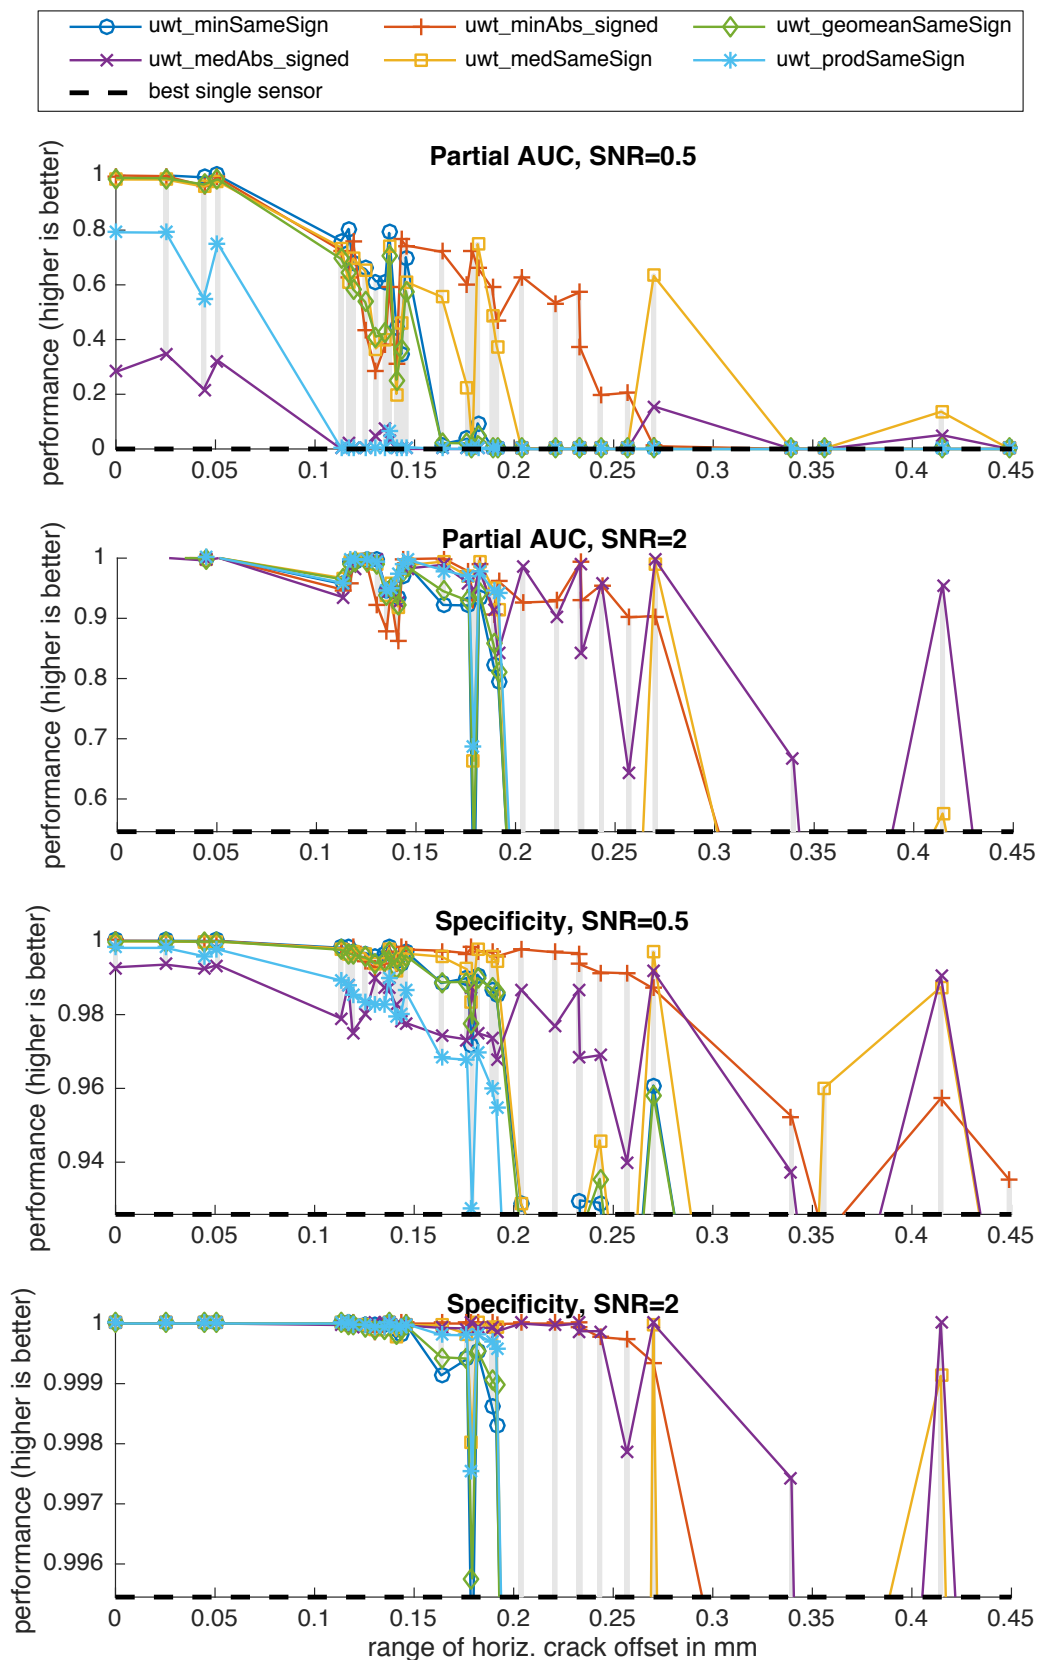 uwt_minSameSign uwt_minAbs_signed uwt_geomeanSameSign
uwt_medAbs_signed uwt_medSameSign uwt_prodSameSign
best single sensor
Partial AUC, SNR=0.5
performance (higher is better)
1
0.8
0.6
0.4
0.2
0
0 0.05 0.1 0.15 0.2 0.25 0.3 0.35 0.4 0.45
Partial AUC, SNR=2
performance (higher is better)
1
0.9
0.8
0.7
0.6
0 0.05 0.1 0.15 0.2 0.25 0.3 0.35 0.4 0.45
Specificity, SNR=0.5
performance (higher is better)
1
0.98
0.96
0.94
0 0.05 0.1 0.15 0.2 0.25 0.3 0.35 0.4 0.45
Specificity, SNR=2
performance (higher is better)
1
0.999
0.998
0.997
0.996
0 0.05 0.1 0.15 0.2 0.25 0.3 0.35 0.4 0.45
range of horiz. crack offset in mm